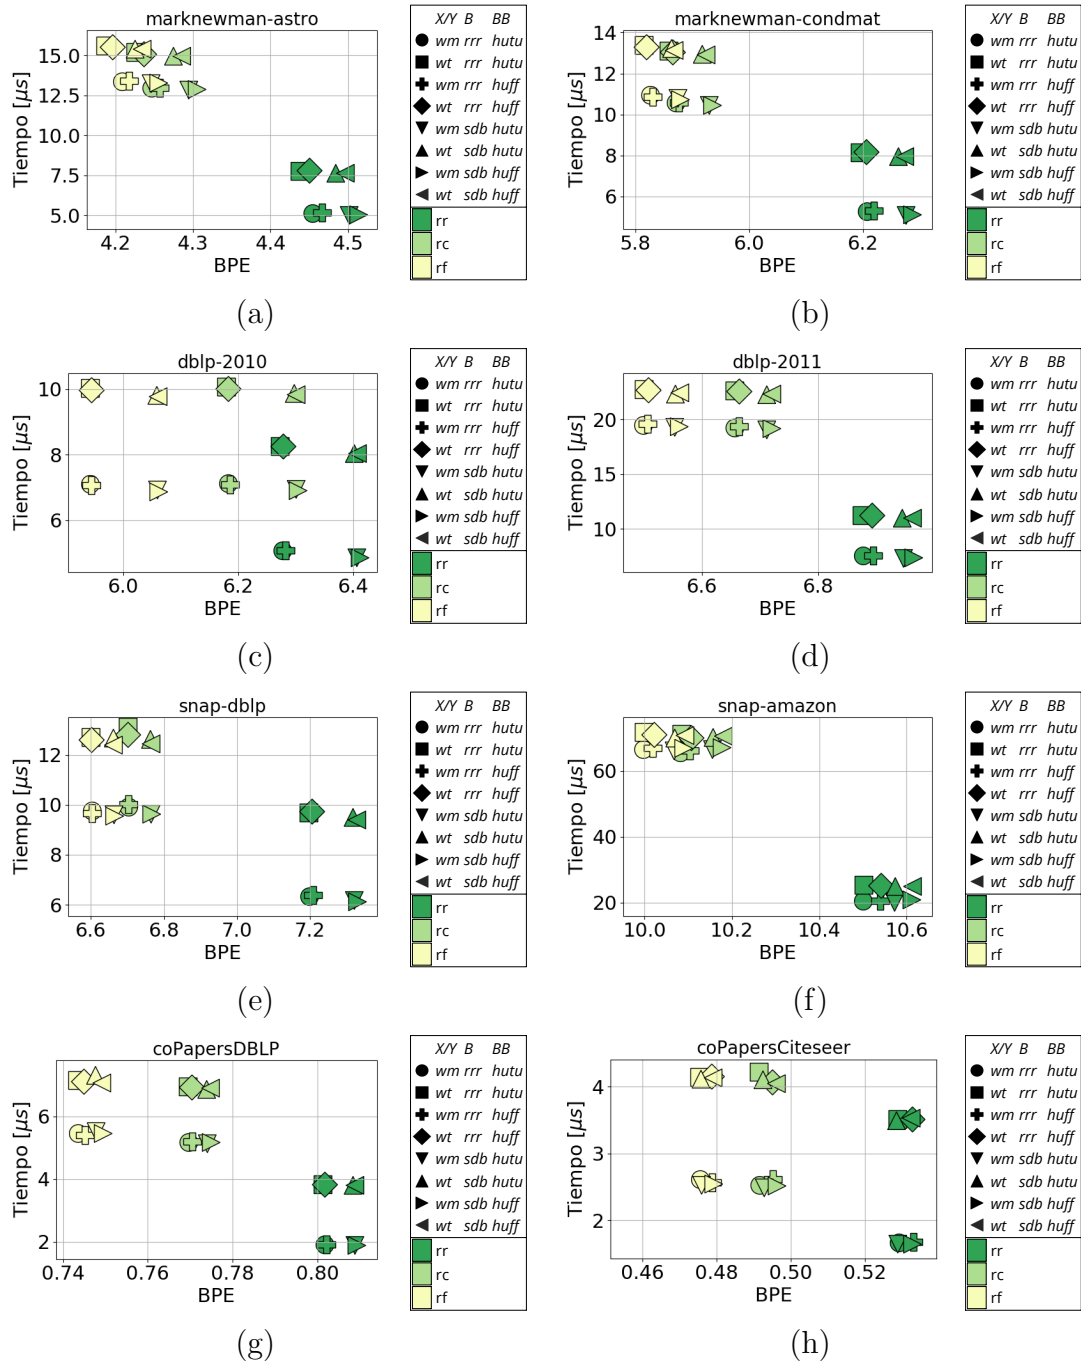 marknewman-astro
Tiempo [µs]
15.0
12.5
10.0
7.5
5.0
4.2 4.3 4.4 4.5
BPE
X/Y B BB
wm rrr hutu
wt rrr hutu
wm rrr huff
wt rrr huff
wm sdb hutu
wt sdb hutu
wm sdb huff
wt sdb huff
rr
rc
rf
(a)
marknewman-condmat
Tiempo [µs]
14
12
10
8
6
5.8 6.0 6.2
BPE
X/Y B BB
wm rrr hutu
wt rrr hutu
wm rrr huff
wt rrr huff
wm sdb hutu
wt sdb hutu
wm sdb huff
wt sdb huff
rr
rc
rf
(b)
dblp-2010
Tiempo [µs]
10
8
6
6.0 6.2 6.4
BPE
X/Y B BB
wm rrr hutu
wt rrr hutu
wm rrr huff
wt rrr huff
wm sdb hutu
wt sdb hutu
wm sdb huff
wt sdb huff
rr
rc
rf
(c)
dblp-2011
Tiempo [µs]
20
15
10
6.6 6.8
BPE
X/Y B BB
wm rrr hutu
wt rrr hutu
wm rrr huff
wt rrr huff
wm sdb hutu
wt sdb hutu
wm sdb huff
wt sdb huff
rr
rc
rf
(d)
snap-dblp
Tiempo [µs]
12
10
8
6
6.6 6.8 7.0 7.2
BPE
X/Y B BB
wm rrr hutu
wt rrr hutu
wm rrr huff
wt rrr huff
wm sdb hutu
wt sdb hutu
wm sdb huff
wt sdb huff
rr
rc
rf
(e)
snap-amazon
Tiempo [µs]
60
40
20
10.0 10.2 10.4 10.6
BPE
X/Y B BB
wm rrr hutu
wt rrr hutu
wm rrr huff
wt rrr huff
wm sdb hutu
wt sdb hutu
wm sdb huff
wt sdb huff
rr
rc
rf
(f)
coPapersDBLP
Tiempo [µs]
6
4
2
0.74 0.76 0.78 0.80
BPE
X/Y B BB
wm rrr hutu
wt rrr hutu
wm rrr huff
wt rrr huff
wm sdb hutu
wt sdb hutu
wm sdb huff
wt sdb huff
rr
rc
rf
(g)
coPapersCiteseer
Tiempo [µs]
4
3
2
0.46 0.48 0.50 0.52
BPE
X/Y B BB
wm rrr hutu
wt rrr hutu
wm rrr huff
wt rrr huff
wm sdb hutu
wt sdb hutu
wm sdb huff
wt sdb huff
rr
rc
rf
(h)